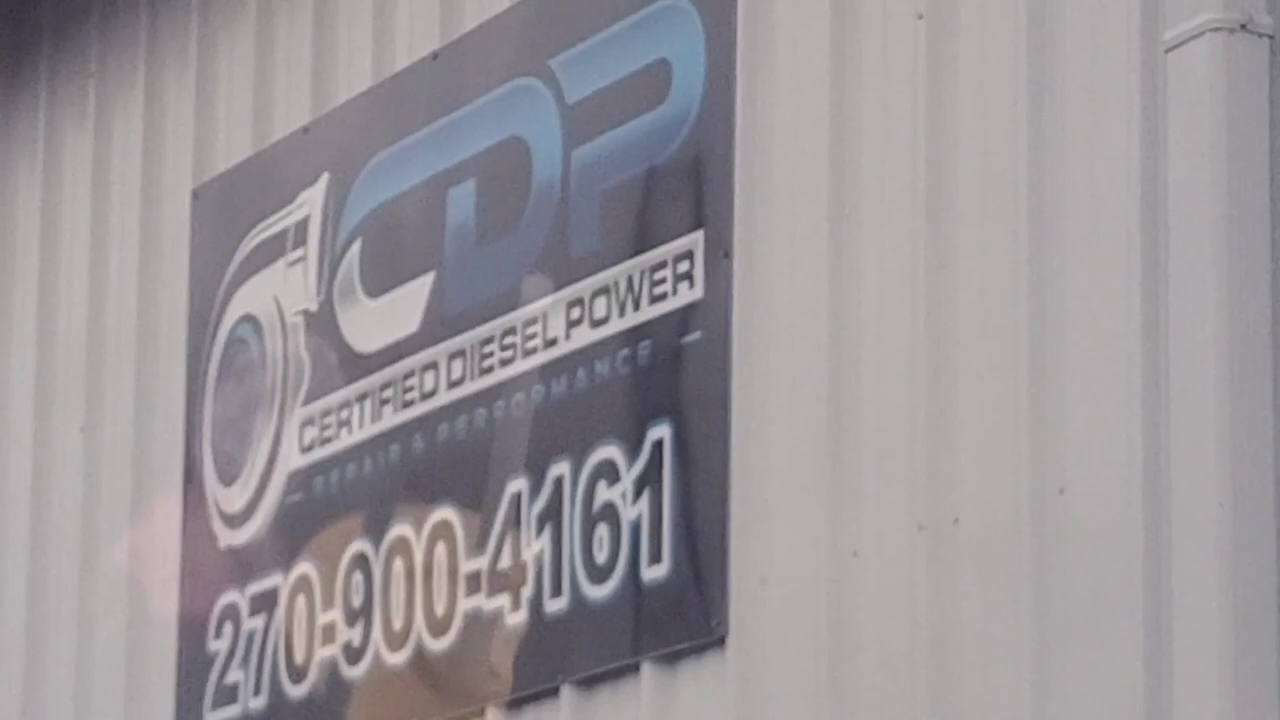 CDP
CERTIFIED DIESEL POWER
— REPAIR & PERFORMANCE —
270-900-4161